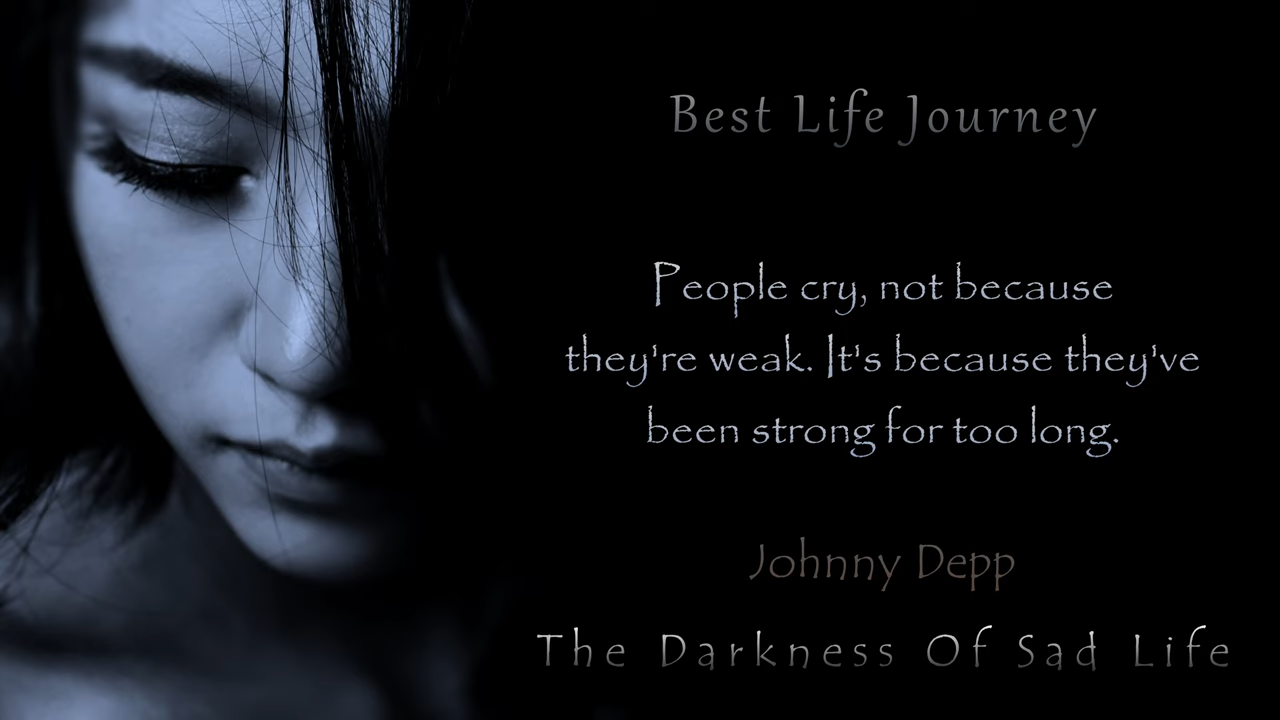 Best Life Journey
People cry, not because
they're weak. It's because they've
been strong for too long.
Johnny Depp
The Darkness Of Sad Life